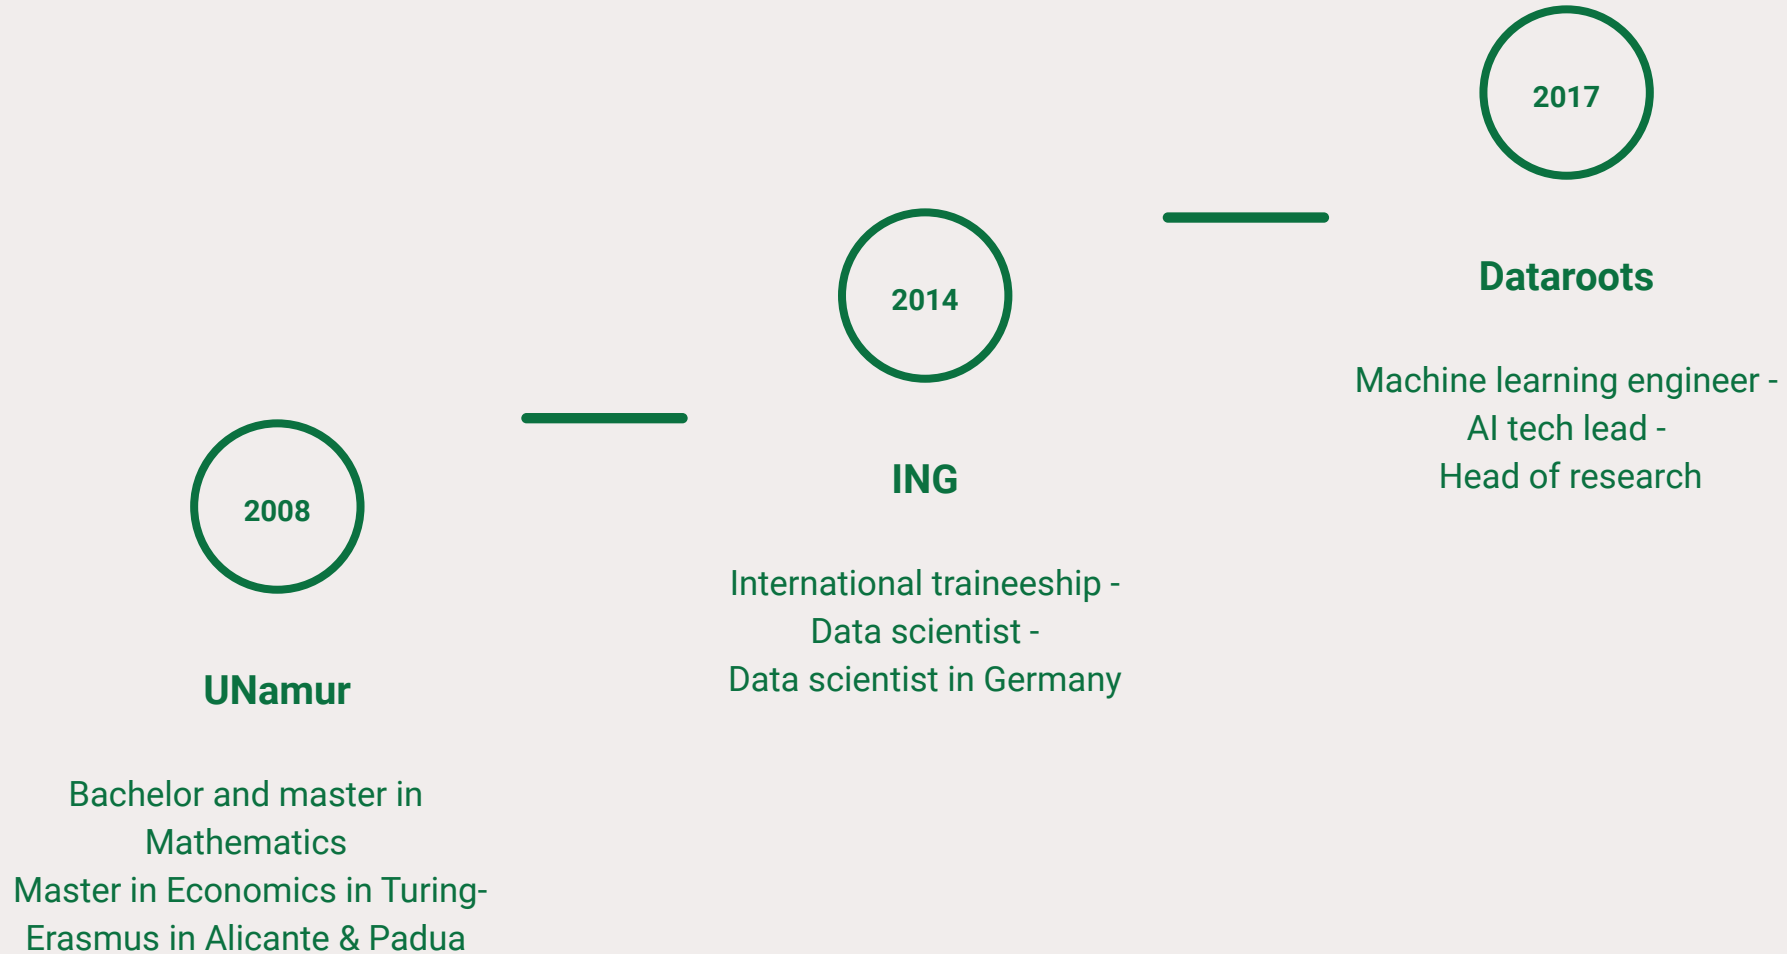 2008
UNamur
Bachelor and master in
Mathematics
Master in Economics in Turing-
Erasmus in Alicante & Padua
2014
ING
International traineeship -
Data scientist -
Data scientist in Germany
2017
Dataroots
Machine learning engineer -
AI tech lead -
Head of research